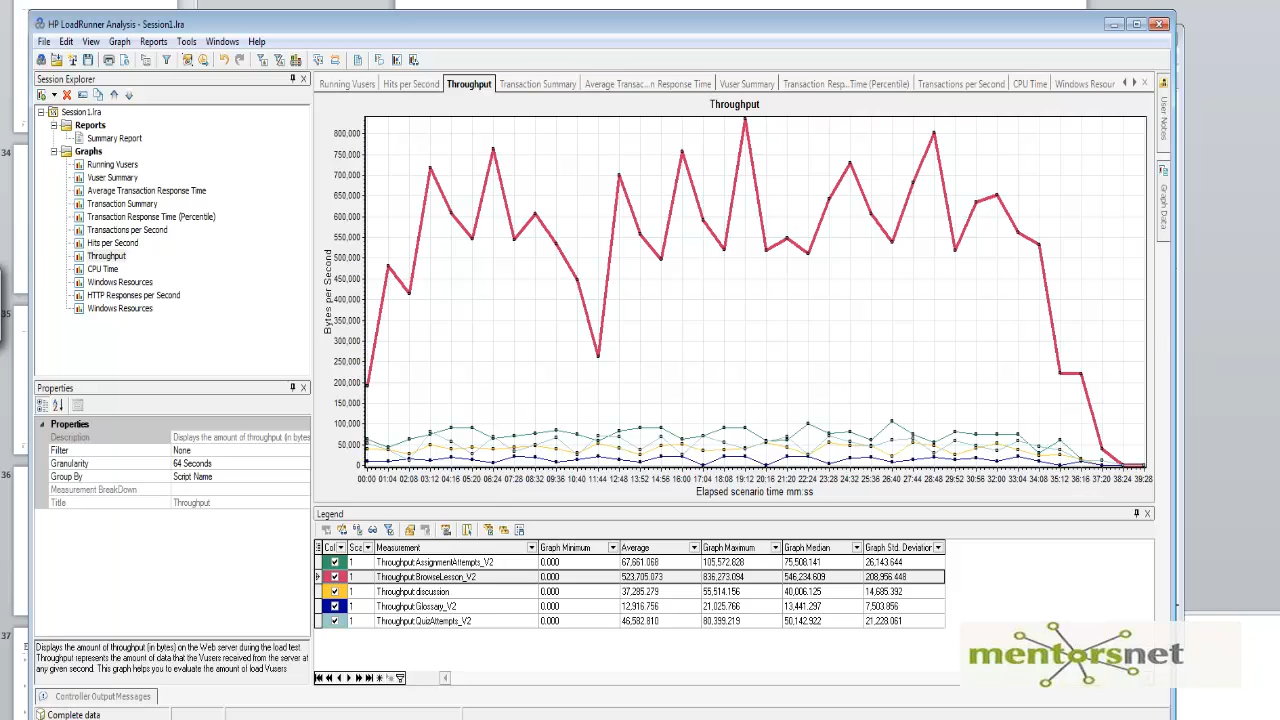 HP LoadRunner Analysis - Session1.lra
File Edit View Graph Reports Tools Windows Help
Session Explorer
Running Vusers Hits per Second Throughput Transaction Summary Average Transac...n Response Time Vuser Summary Transaction Resp...Time (Percentile) Transactions per Second CPU Time Windows Resour
Session1.lra
Reports
Summary Report
Graphs
Running Vusers
Vuser Summary
Average Transaction Response Time
Transaction Summary
Transaction Response Time (Percentile)
Transactions per Second
Hits per Second
Throughput
CPU Time
Windows Resources
HTTP Responses per Second
Windows Resources
Throughput
800,000
750,000
700,000
650,000
600,000
550,000
500,000
450,000
400,000
350,000
300,000
250,000
200,000
150,000
100,000
50,000
0
Bytes per Second
00:00 01:04 02:08 03:12 04:16 05:20 06:24 07:28 08:32 09:36 10:40 11:44 12:48 13:52 14:56 16:00 17:04 18:08 19:12 20:16 21:20 22:24 23:28 24:32 25:36 26:40 27:44 28:48 29:52 30:56 32:00 33:04 34:08 35:12 36:16 37:20 38:24 39:28
Elapsed scenario time mm:ss
User Notes
Graph Data
Properties
Properties
Description Displays the amount of throughput (in bytes
Filter None
Granularity 64 Seconds
Group By Script Name
Measurement BreakDown
Title Throughput
Displays the amount of throughput (in bytes) on the Web server during the load test.
Throughput represents the amount of data that the Vusers received from the server at
any given second. This graph helps you to evaluate the amount of load Vusers
Legend
Col Sca Measurement Graph Minimum Average Graph Maximum Graph Median Graph Std. Deviation
1 Throughput:AssignmentAttempts_V2 0.000 67,661.068 105,572.828 75,508.141 26,143.644
1 Throughput:BrowseLesson_V2 0.000 523,705.073 836,273.094 546,234.609 208,956.448
1 Throughput:discussion 0.000 37,285.279 55,514.156 40,006.125 14,685.392
1 Throughput:Glossary_V2 0.000 12,916.756 21,025.766 13,441.297 7,503.856
1 Throughput:QuizAttempts_V2 0.000 46,582.810 80,399.219 50,142.922 21,228.061
Controller Output Messages
Complete data
34
35
36
37
mentorsnet